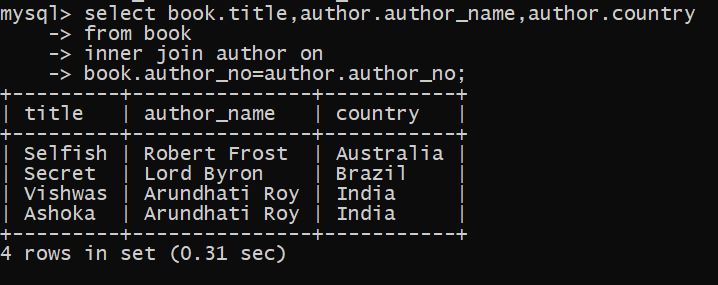 mysql> select book.title,author.author_name,author.country
    -> from book
    -> inner join author on
    -> book.author_no=author.author_no;
+---------+---------------+-----------+
| title   | author_name   | country   |
+---------+---------------+-----------+
| Selfish | Robert Frost  | Australia |
| Secret  | Lord Byron    | Brazil    |
| Vishwas | Arundhati Roy | India     |
| Ashoka  | Arundhati Roy | India     |
+---------+---------------+-----------+
4 rows in set (0.31 sec)